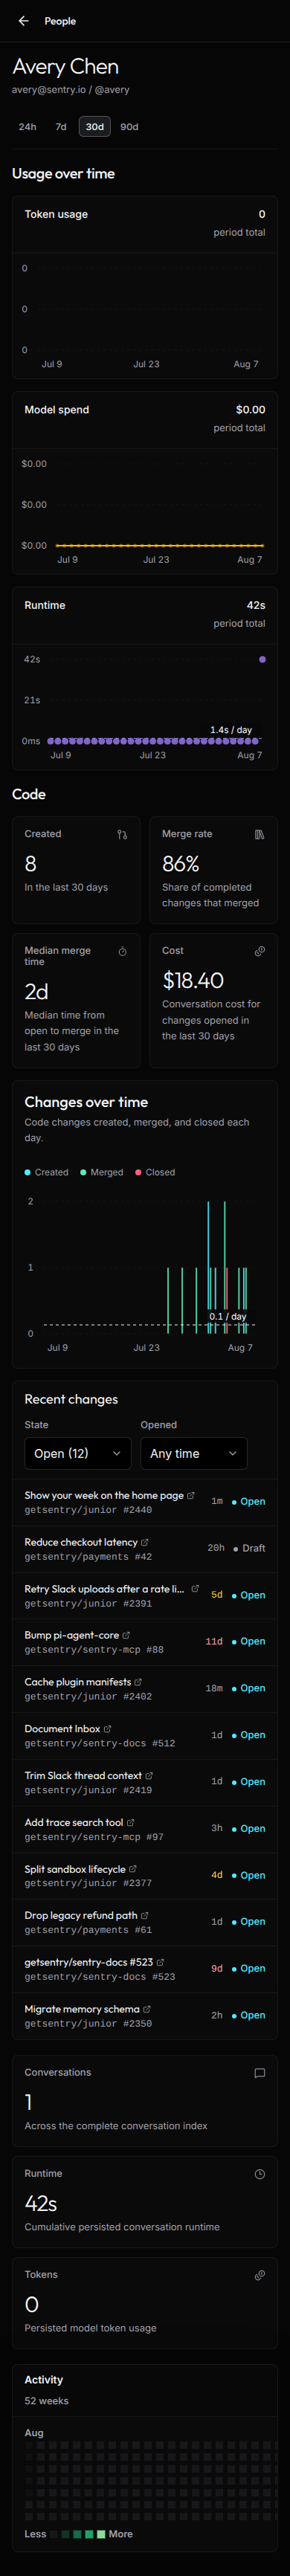 People
Avery Chen
avery@sentry.io / @avery
24h 7d 30d 90d
Usage over time
Token usage 0
period total
0
0
0
Jul 9 Jul 23 Aug 7
Model spend $0.00
period total
$0.00
$0.00
$0.00
Jul 9 Jul 23 Aug 7
Runtime 42s
period total
42s
21s
1.4s / day
0ms
Jul 9 Jul 23 Aug 7
Code
Created
8
In the last 30 days
Merge rate
86%
Share of completed
changes that merged
Median merge
time
2d
Median time from
open to merge in the
last 30 days
Cost
$18.40
Conversation cost for
changes opened in
the last 30 days
Changes over time
Code changes created, merged, and closed each
day.
Created Merged Closed
2
1
0.1 / day
0
Jul 9 Jul 23 Aug 7
Recent changes
State Opened
Open (12) Any time
Show your week on the home page 1m Open
getsentry/junior #2440
Reduce checkout latency 20h Draft
getsentry/payments #42
Retry Slack uploads after a rate li... 5d Open
getsentry/junior #2391
Bump pi-agent-core 11d Open
getsentry/sentry-mcp #88
Cache plugin manifests 18m Open
getsentry/junior #2402
Document Inbox 1d Open
getsentry/sentry-docs #512
Trim Slack thread context 1d Open
getsentry/junior #2419
Add trace search tool 3h Open
getsentry/sentry-mcp #97
Split sandbox lifecycle 4d Open
getsentry/junior #2377
Drop legacy refund path 1d Open
getsentry/payments #61
getsentry/sentry-docs #523 9d Open
getsentry/sentry-docs #523
Migrate memory schema 2h Open
getsentry/junior #2350
Conversations
1
Across the complete conversation index
Runtime
42s
Cumulative persisted conversation runtime
Tokens
0
Persisted model token usage
Activity
52 weeks
Aug
Less More